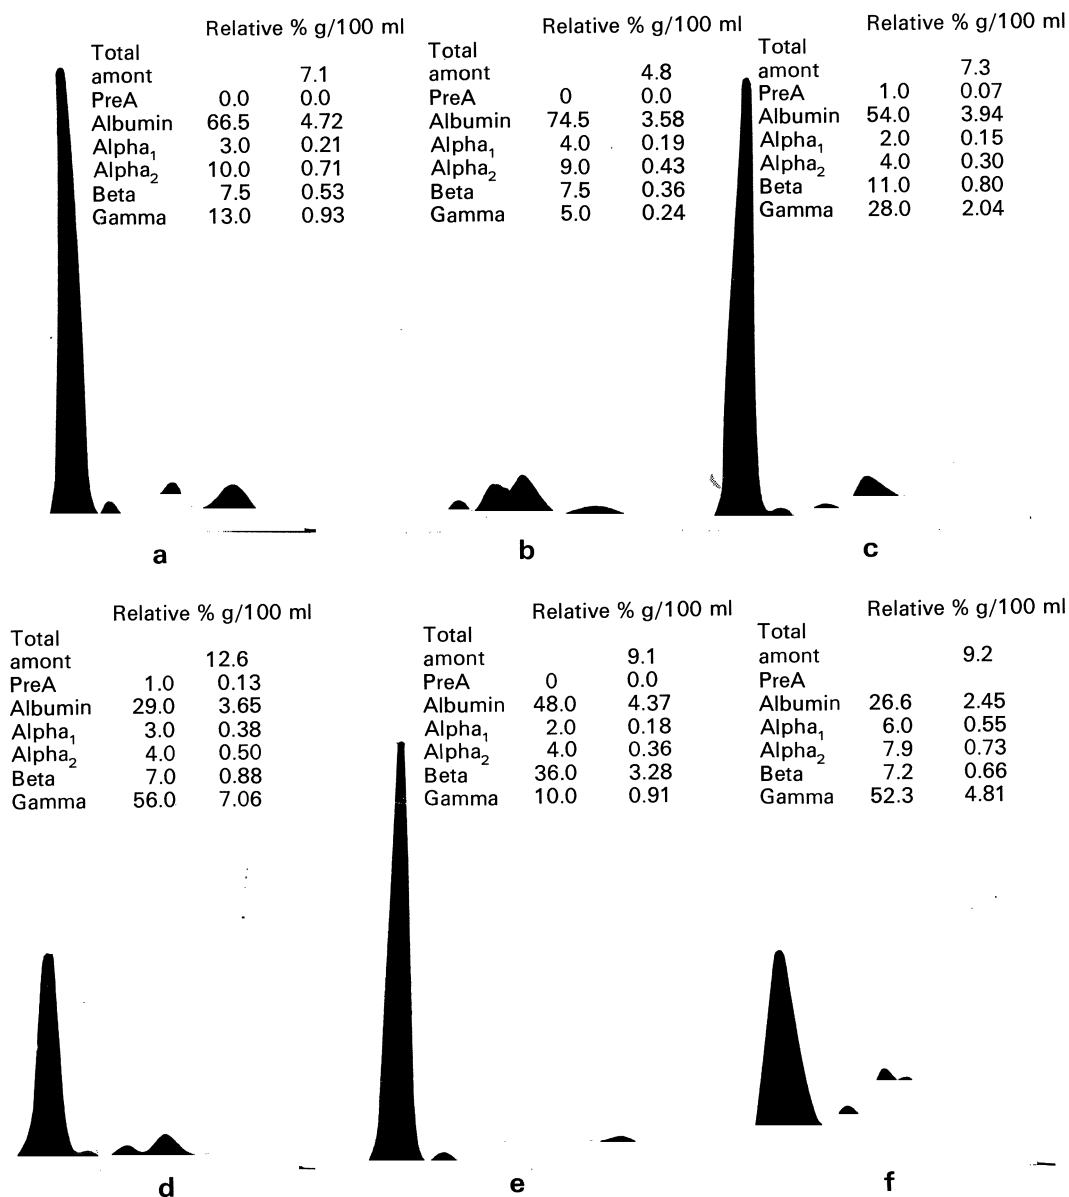 Relative % g/100 ml
Total
amont 7.1
PreA 0.0 0.0
Albumin 66.5 4.72
Alpha1 3.0 0.21
Alpha2 10.0 0.71
Beta 7.5 0.53
Gamma 13.0 0.93
a
Relative % g/100 ml
Total
amont 4.8
PreA 0 0.0
Albumin 74.5 3.58
Alpha1 4.0 0.19
Alpha2 9.0 0.43
Beta 7.5 0.36
Gamma 5.0 0.24
b
Relative % g/100 ml
Total
amont 7.3
PreA 1.0 0.07
Albumin 54.0 3.94
Alpha1 2.0 0.15
Alpha2 4.0 0.30
Beta 11.0 0.80
Gamma 28.0 2.04
c
Relative % g/100 ml
Total
amont 12.6
PreA 1.0 0.13
Albumin 29.0 3.65
Alpha1 3.0 0.38
Alpha2 4.0 0.50
Beta 7.0 0.88
Gamma 56.0 7.06
d
Relative % g/100 ml
Total
amont 9.1
PreA 0 0.0
Albumin 48.0 4.37
Alpha1 2.0 0.18
Alpha2 4.0 0.36
Beta 36.0 3.28
Gamma 10.0 0.91
e
Relative % g/100 ml
Total
amont 9.2
PreA
Albumin 26.6 2.45
Alpha1 6.0 0.55
Alpha2 7.9 0.73
Beta 7.2 0.66
Gamma 52.3 4.81
f